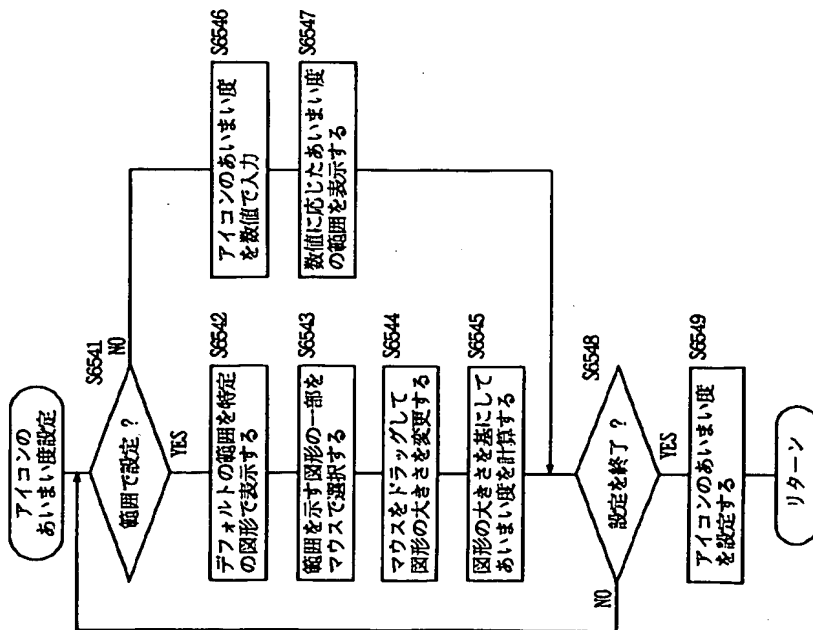 アイコンの
あいまい度設定
S6541
範囲で設定？
NO
YES
S6542
デフォルトの範囲を特定
の図形で表示する
S6543
範囲を示す図形の一部を
マウスで選択する
S6544
マウスをドラッグして
図形の大きさを変更する
S6545
図形の大きさを基にして
あいまい度を計算する
S6546
アイコンのあいまい度
を数値で入力
S6547
数値に応じたあいまい度
の範囲を表示する
S6548
設定を終了？
NO
YES
S6549
アイコンのあいまい度
を設定する
リターン